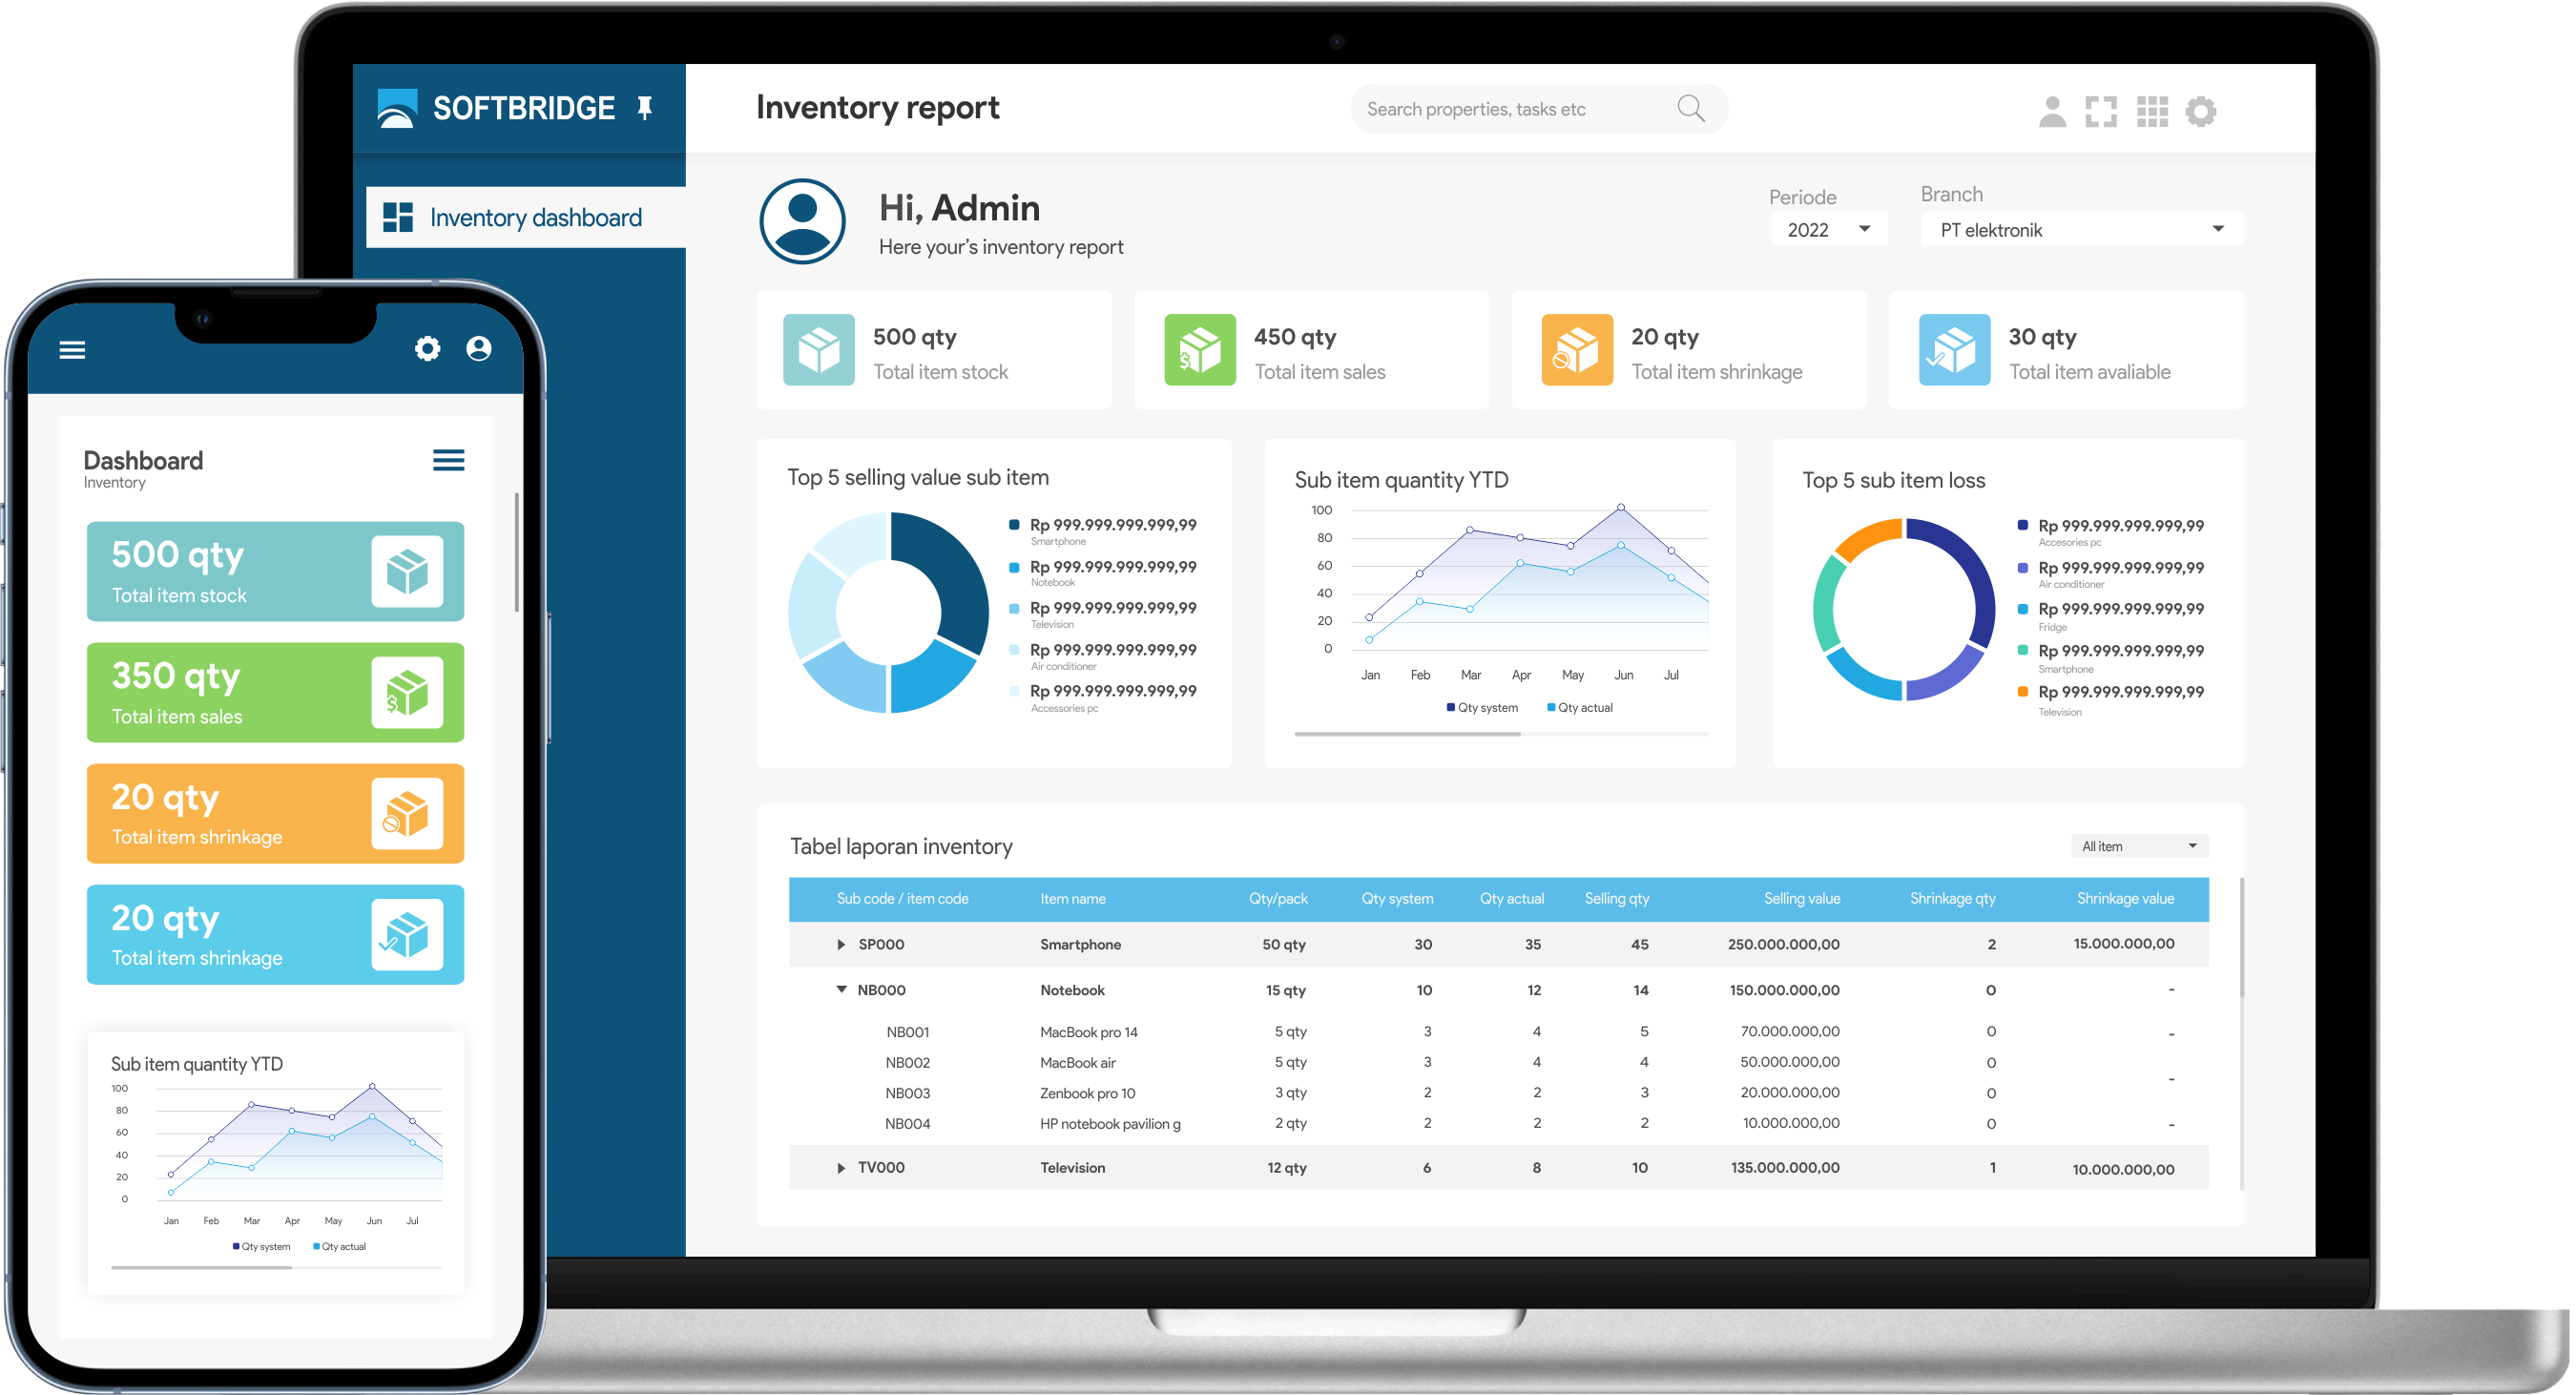 SOFTBRIDGE
Inventory report
Search properties, tasks etc
Inventory dashboard
Hi, Admin
Here your's inventory report
Periode
2022
Branch
PT elektronik
500 qty
Total item stock
450 qty
Total item sales
20 qty
Total item shrinkage
30 qty
Total item avaliable
Top 5 selling value sub item
Rp 999.999.999.999,99
Smartphone
Rp 999.999.999.999,99
Notebook
Rp 999.999.999.999,99
Television
Rp 999.999.999.999,99
Air conditioner
Rp 999.999.999.999,99
Accessories pc
Sub item quantity YTD
100
80
60
40
20
0
Jan Feb Mar Apr May Jun Jul
Qty system Qty actual
Top 5 sub item loss
Rp 999.999.999.999,99
Accesories pc
Rp 999.999.999.999,99
Air conditioner
Rp 999.999.999.999,99
Fridge
Rp 999.999.999.999,99
Smartphone
Rp 999.999.999.999,99
Television
Tabel laporan inventory
All item
Sub code / item code Item name Qty/pack Qty system Qty actual Selling qty Selling value Shrinkage qty Shrinkage value
SP000 Smartphone 50 qty 30 35 45 250.000.000,00 2 15.000.000,00
NB000 Notebook 15 qty 10 12 14 150.000.000,00 0 -
NB001 MacBook pro 14 5 qty 3 4 5 70.000.000,00 0 -
NB002 MacBook air 5 qty 3 4 4 50.000.000,00 0 -
NB003 Zenbook pro 10 3 qty 2 2 3 20.000.000,00 0
NB004 HP notebook pavilion g 2 qty 2 2 2 10.000.000,00 0 -
TV000 Television 12 qty 6 8 10 135.000.000,00 1 10.000.000,00
Dashboard
Inventory
500 qty
Total item stock
350 qty
Total item sales
20 qty
Total item shrinkage
20 qty
Total item shrinkage
Sub item quantity YTD
100
80
60
40
20
0
Jan Feb Mar Apr May Jun Jul
Qty system Qty actual